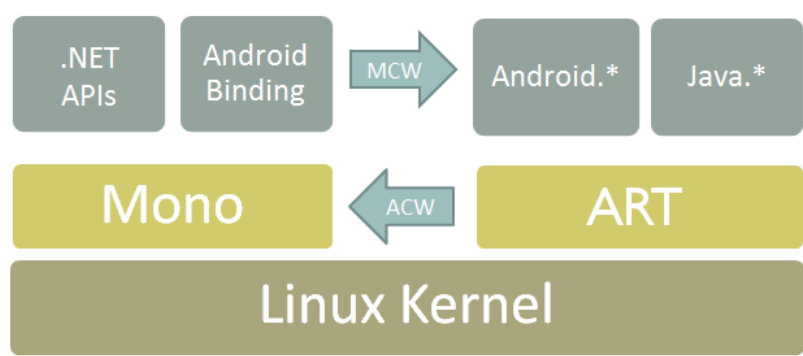 .NET
APIs
Android
Binding
MCW
Android.*
Java.*
Mono
ACW
ART
Linux Kernel